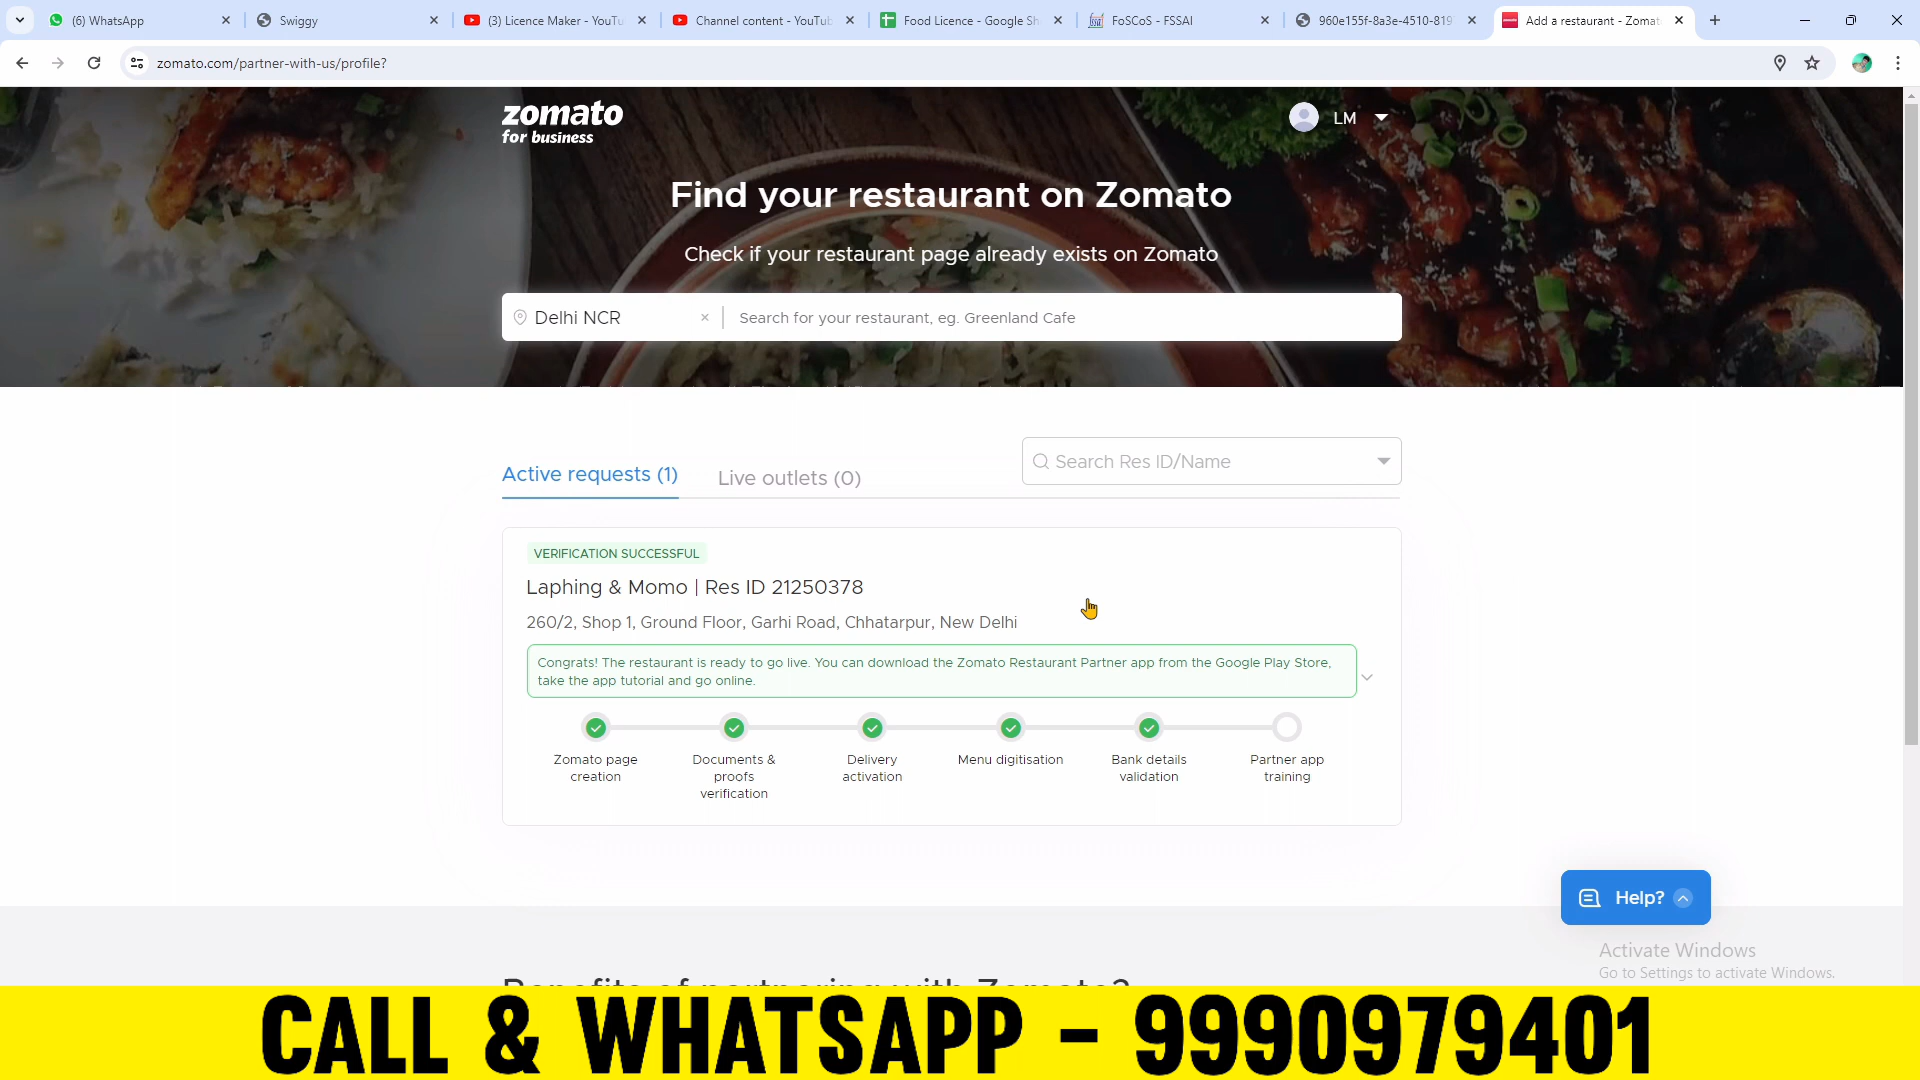 (6) WhatsApp
Swiggy
(3) Licence Maker - YouTu
Channel content - YouTub
Food Licence - Google Sh
FoSCoS - FSSAI
960e155f-8a3e-4510-819
Add a restaurant - Zomat
zomato.com/partner-with-us/profile?
zomato
for business
LM
Find your restaurant on Zomato
Check if your restaurant page already exists on Zomato
Delhi NCR
Search for your restaurant, eg. Greenland Cafe
Active requests (1)
Live outlets (0)
Search Res ID/Name
VERIFICATION SUCCESSFUL
Laphing & Momo | Res ID 21250378
260/2, Shop 1, Ground Floor, Garhi Road, Chhatarpur, New Delhi
Congrats! The restaurant is ready to go live. You can download the Zomato Restaurant Partner app from the Google Play Store,
take the app tutorial and go online.
Zomato page
creation
Documents &
proofs
verification
Delivery
activation
Menu digitisation
Bank details
validation
Partner app
training
Help?
Activate Windows
Go to Settings to activate Windows.
Benefits of partnering with Zomato?
CALL & WHATSAPP - 9990979401